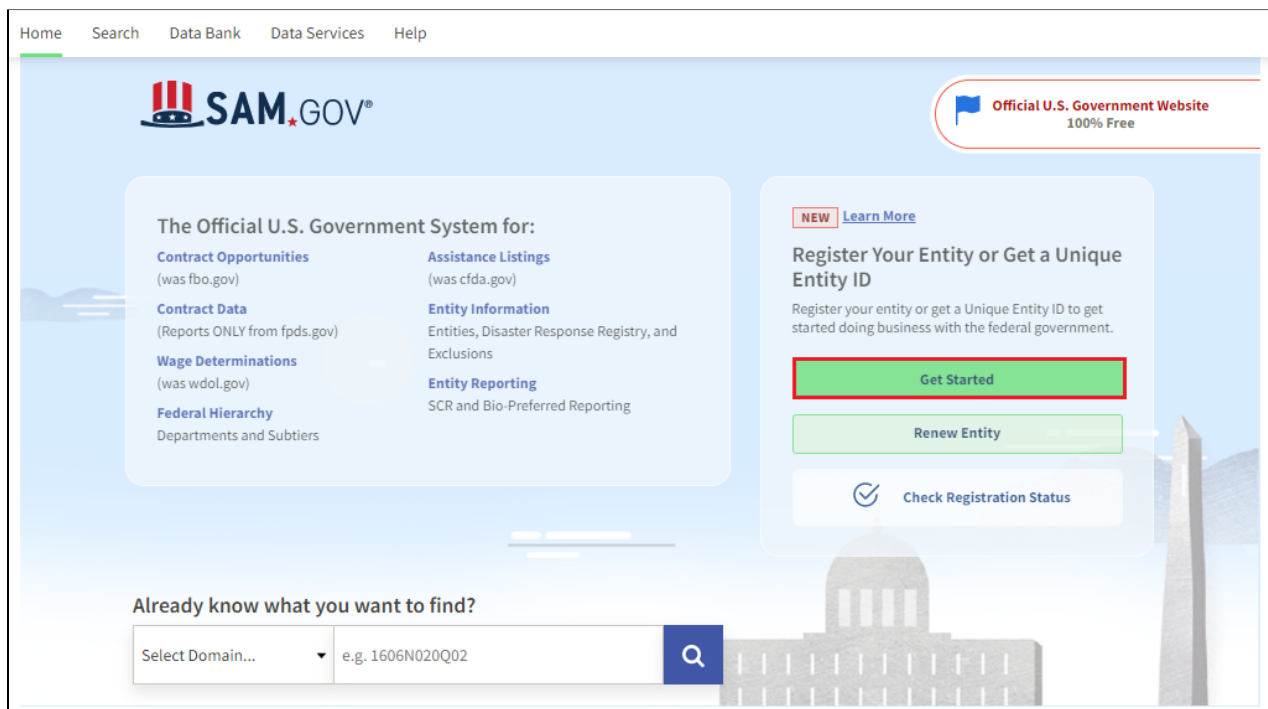 Home Search Data Bank Data Services Help
SAM.GOV®
Official U.S. Government Website
100% Free
The Official U.S. Government System for:
Contract Opportunities
(was fbo.gov)
Contract Data
(Reports ONLY from fpds.gov)
Wage Determinations
(was wdol.gov)
Federal Hierarchy
Departments and Subtiers
Assistance Listings
(was cfda.gov)
Entity Information
Entities, Disaster Response Registry, and
Exclusions
Entity Reporting
SCR and Bio-Preferred Reporting
NEW Learn More
Register Your Entity or Get a Unique
Entity ID
Register your entity or get a Unique Entity ID to get
started doing business with the federal government.
Get Started
Renew Entity
Check Registration Status
Already know what you want to find?
Select Domain... e.g. 1606N020Q02